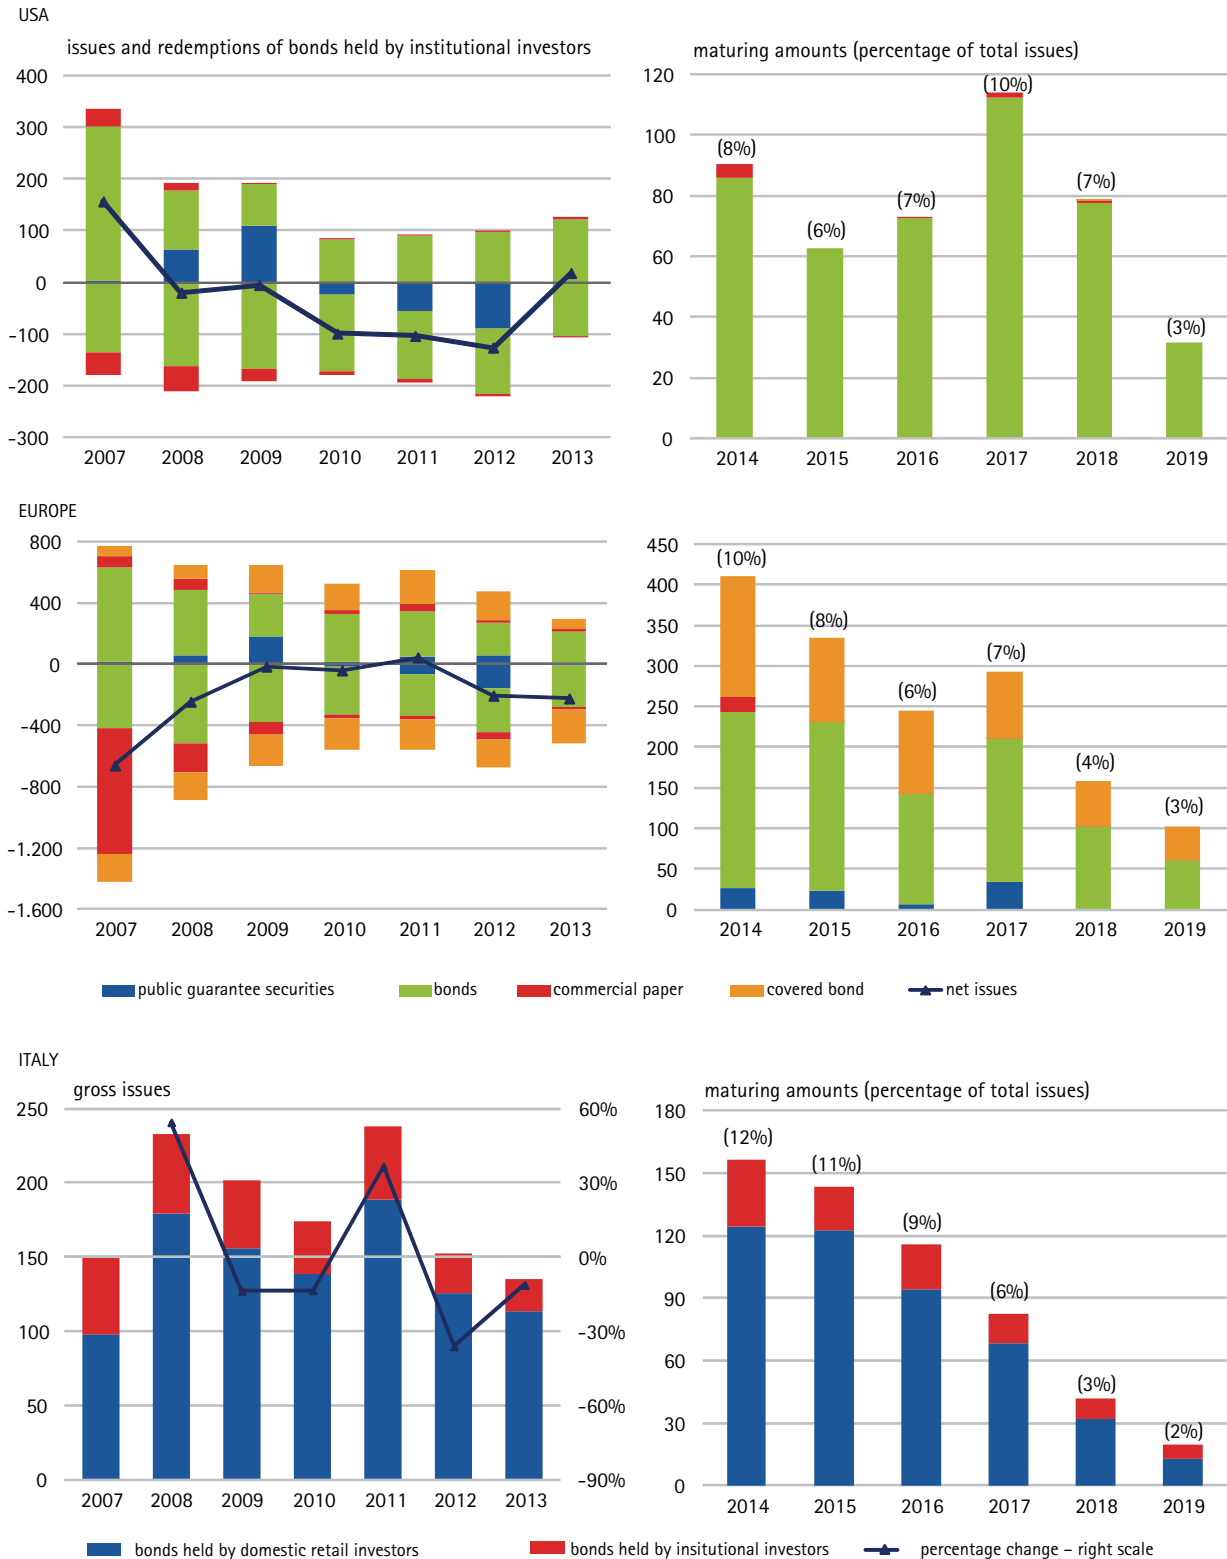 USA
issues and redemptions of bonds held by institutional investors
400
300
200
100
0
-100
-200
-300
2007 2008 2009 2010 2011 2012 2013
maturing amounts (percentage of total issues)
120
100
80
60
40
20
0
(8%) (6%) (7%) (10%) (7%) (3%)
2014 2015 2016 2017 2018 2019
EUROPE
800
400
0
-400
-800
-1.200
-1.600
2007 2008 2009 2010 2011 2012 2013
450
400
350
300
250
200
150
100
50
0
(10%) (8%) (6%) (7%) (4%) (3%)
2014 2015 2016 2017 2018 2019
public guarantee securities bonds commercial paper covered bond net issues
ITALY
gross issues
250
200
150
100
50
0
60%
30%
0%
-30%
-60%
-90%
2007 2008 2009 2010 2011 2012 2013
maturing amounts (percentage of total issues)
180
150
120
90
60
30
0
(12%) (11%) (9%) (6%) (3%) (2%)
2014 2015 2016 2017 2018 2019
bonds held by domestic retail investors bonds held by insitutional investors percentage change – right scale